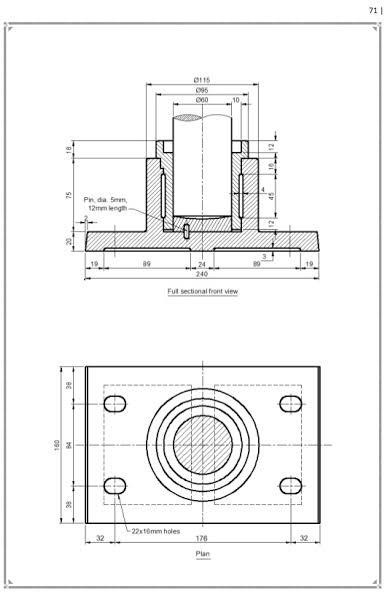 71 |
Ø115
Ø95
Ø60 10
18
12
16
Pin, dia. 5mm,
12mm length
4
75
45
2
12
20
3
19 89 24 89 19
240
Full sectional front view
38
160
84
38
22x16mm holes
32 176 32
Plan